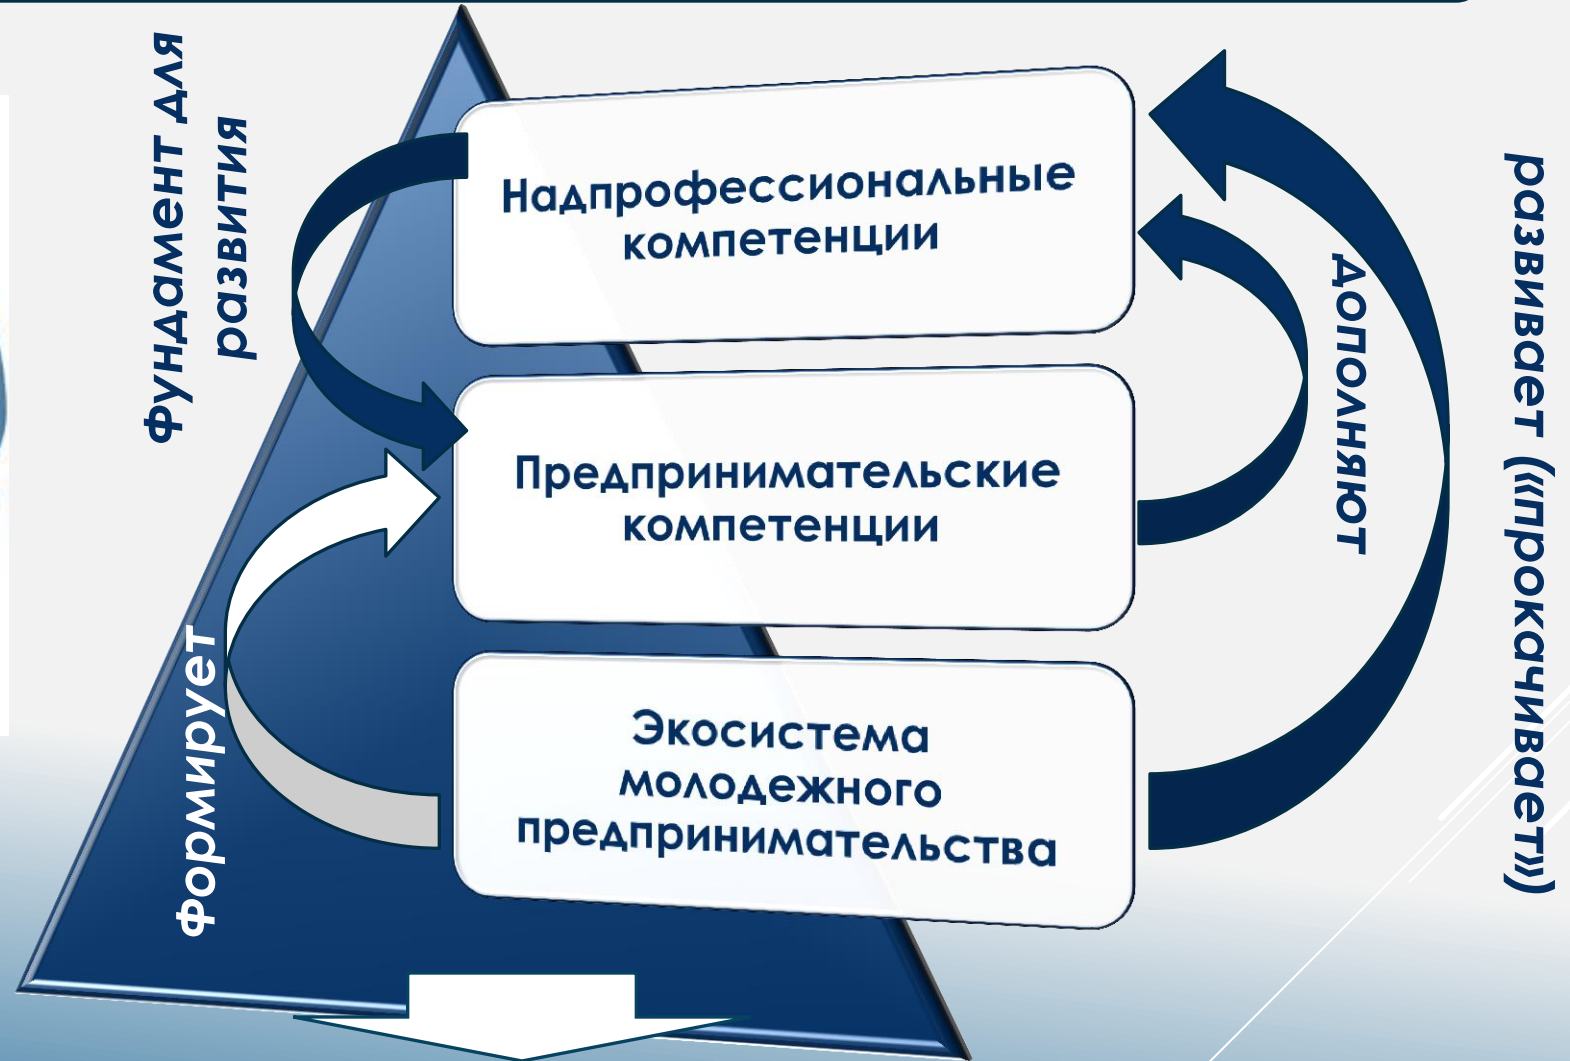 Фундамент для
развития
Надпрофессиональные
компетенции
Предпринимательские
компетенции
Формирует
Экосистема
молодежного
предпринимательства
дополняют
развивает («прокачивает»)